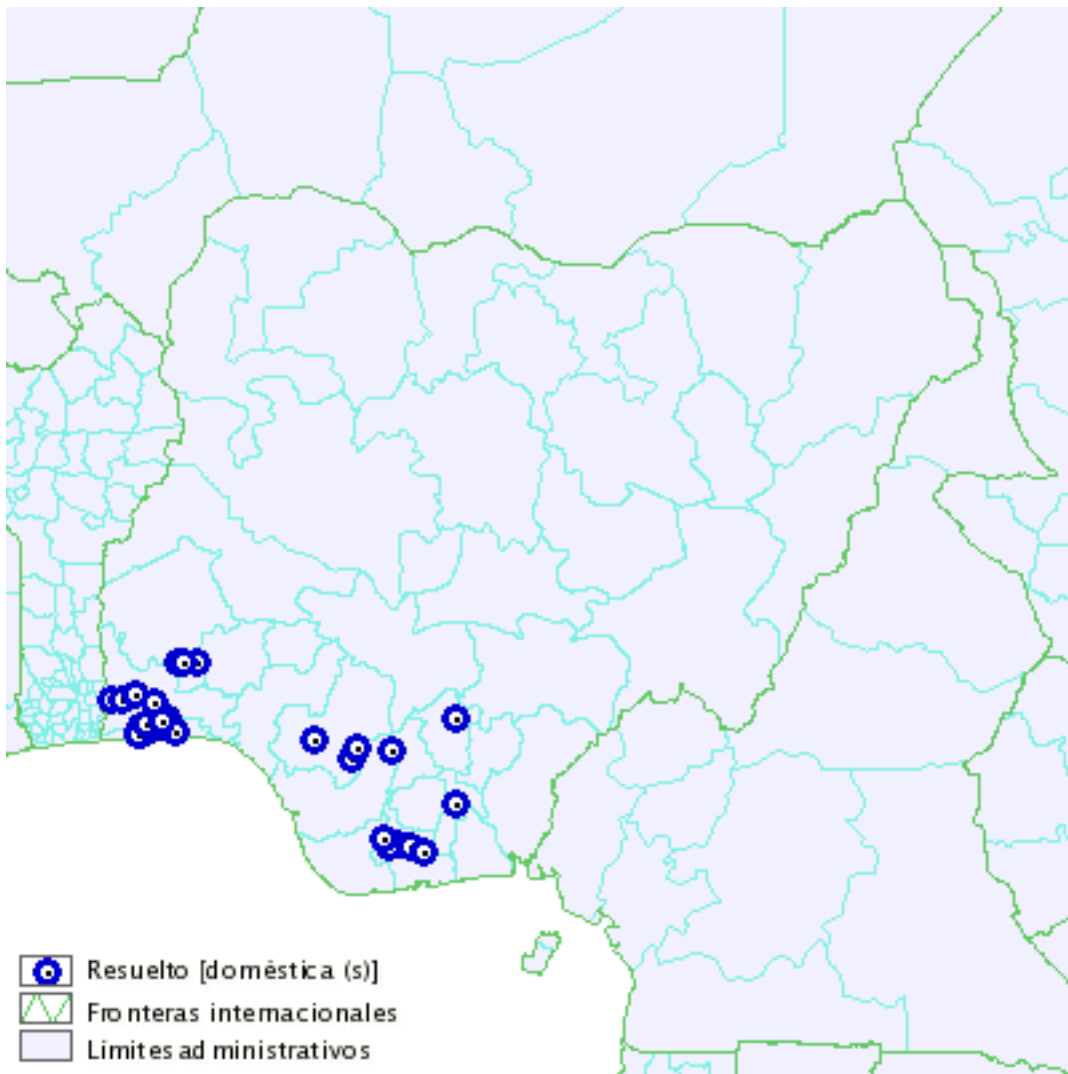 Resuelto [doméstica (s)]
Fronteras internacionales
Límites administrativos